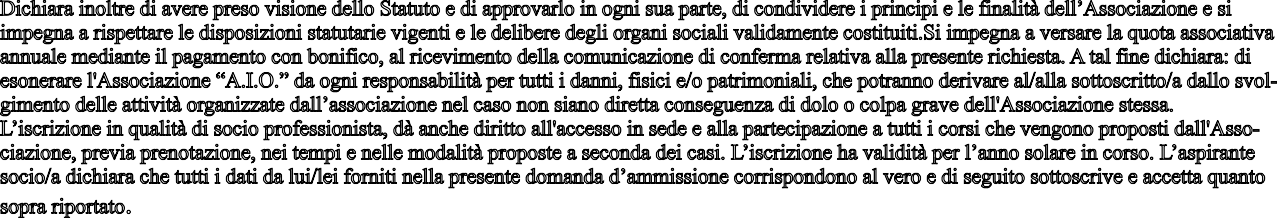 Dichiara inoltre di avere preso visione dello Statuto e di approvarlo in ogni sua parte, di condividere i principi e le finalità dell’Associazione e si
impegna a rispettare le disposizioni statutarie vigenti e le delibere degli organi sociali validamente costituiti.Si impegna a versare la quota associativa
annuale mediante il pagamento con bonifico, al ricevimento della comunicazione di conferma relativa alla presente richiesta. A tal fine dichiara: di
esonerare l'Associazione “A.I.O.” da ogni responsabilità per tutti i danni, fisici e/o patrimoniali, che potranno derivare al/alla sottoscritto/a dallo svol-
gimento delle attività organizzate dall’associazione nel caso non siano diretta conseguenza di dolo o colpa grave dell'Associazione stessa.
L’iscrizione in qualità di socio professionista, dà anche diritto all'accesso in sede e alla partecipazione a tutti i corsi che vengono proposti dall'Asso-
ciazione, previa prenotazione, nei tempi e nelle modalità proposte a seconda dei casi. L’iscrizione ha validità per l’anno solare in corso. L’aspirante
socio/a dichiara che tutti i dati da lui/lei forniti nella presente domanda d’ammissione corrispondono al vero e di seguito sottoscrive e accetta quanto
sopra riportato.